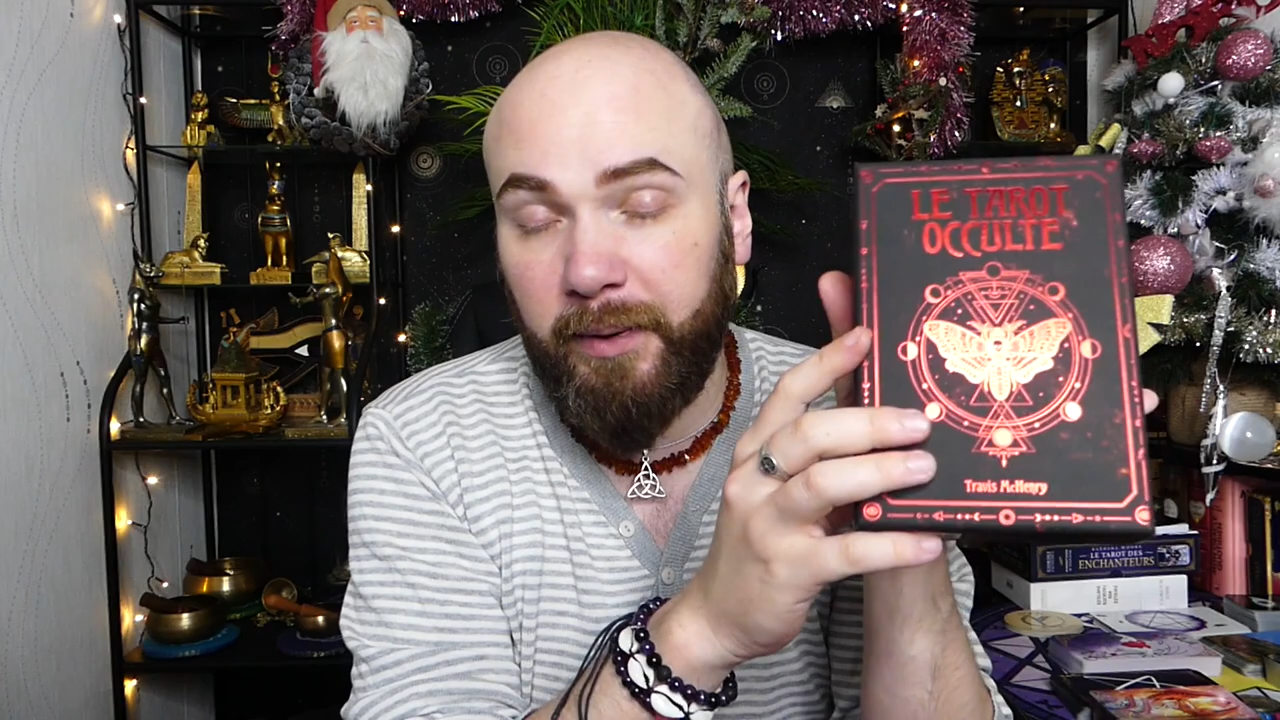 LE TAROT
OCCULTE
Travis McHenry
LE TAROT DES
ENCHANTEURS